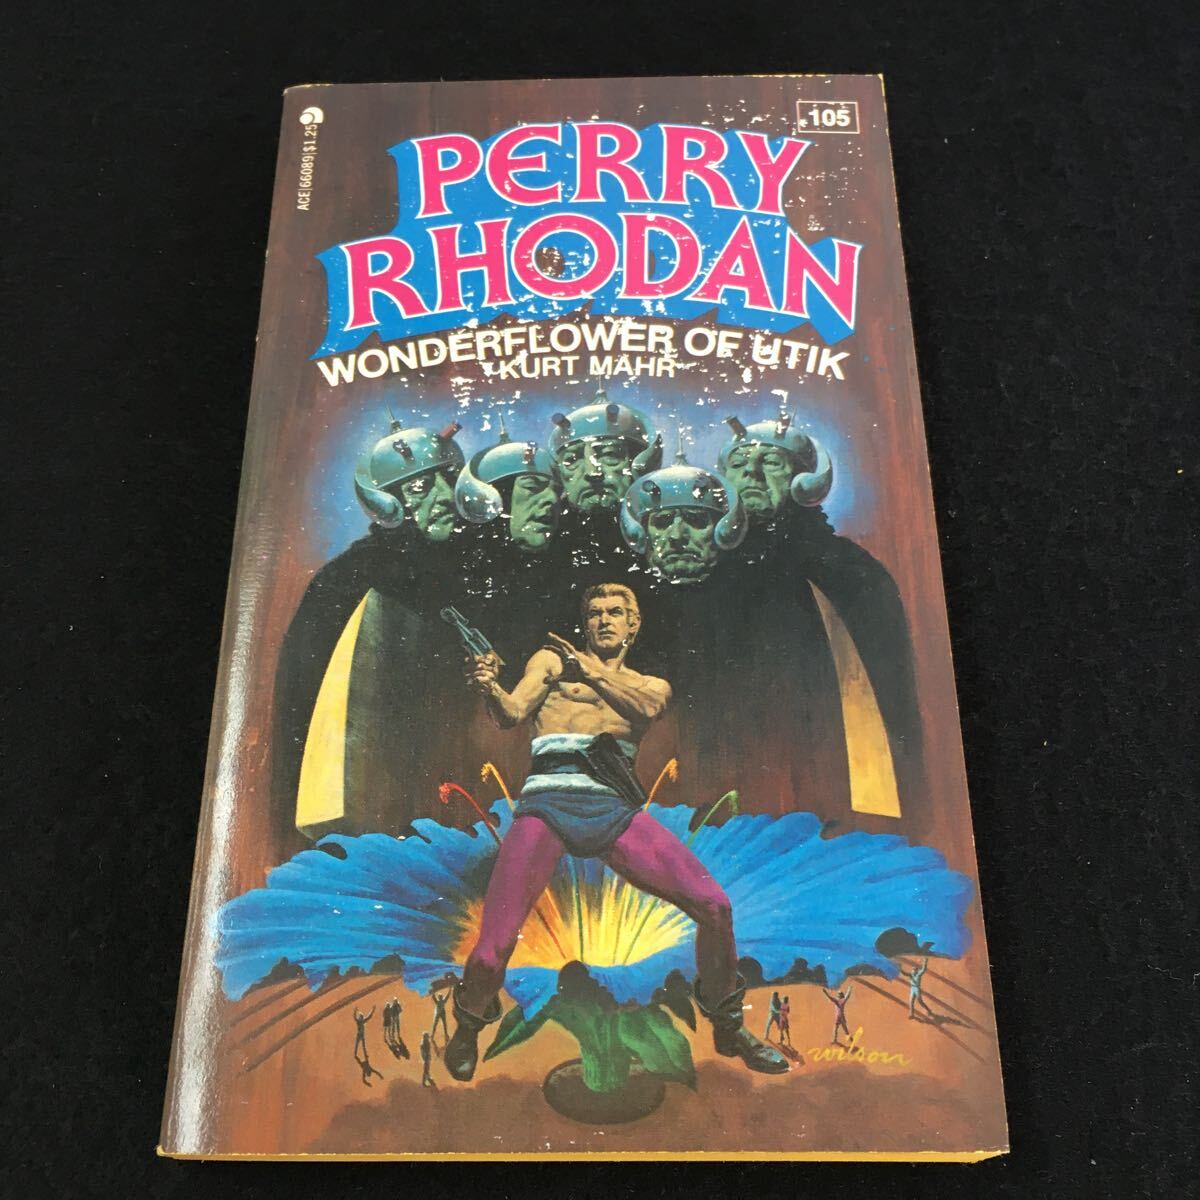 ACE|66089|$1.25
105
PERRY
RHODAN
WONDERFLOWER OF UTIK
KURT MAHR
wilson